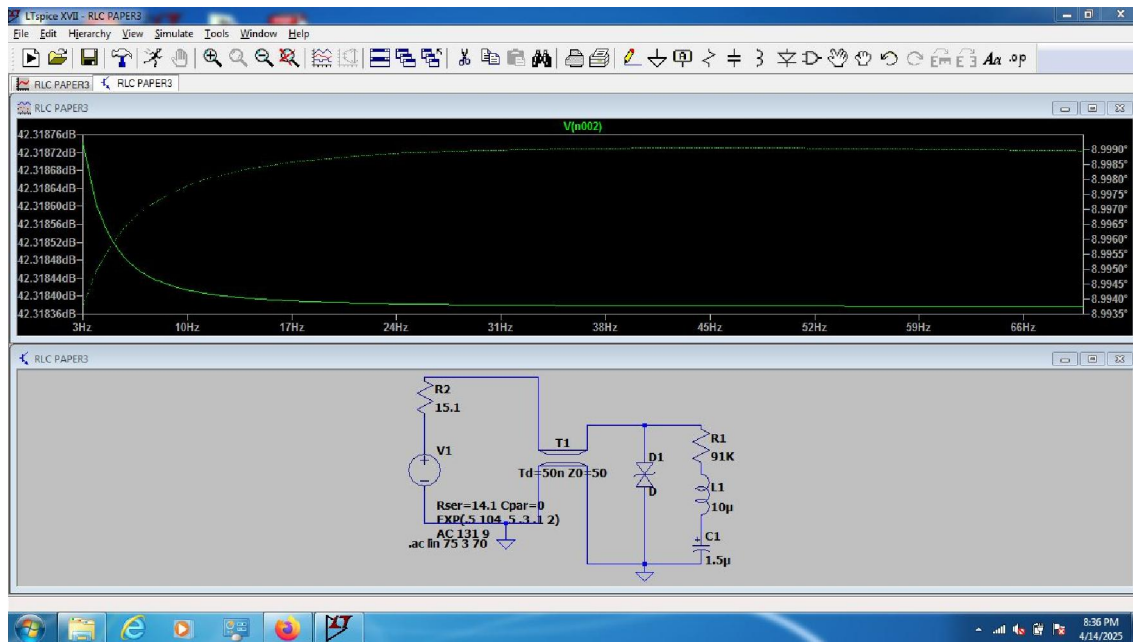 LTspice XVII - RLC PAPER3
File Edit Hierarchy View Simulate Tools Window Help
RLC PAPER3 RLC PAPER3
RLC PAPER3
V(n002)
42.31876dB
42.31872dB
42.31868dB
42.31864dB
42.31860dB
42.31856dB
42.31852dB
42.31848dB
42.31844dB
42.31840dB
42.31836dB
8.9990°
8.9985°
8.9980°
8.9975°
8.9970°
8.9965°
8.9960°
8.9955°
8.9950°
8.9945°
8.9940°
8.9935°
3Hz 10Hz 17Hz 24Hz 31Hz 38Hz 45Hz 52Hz 59Hz 66Hz
RLC PAPER3
R2
15.1
V1
Rser=14.1 Cpar=0
EXP(.5 104 .5 .3 .1 2)
AC 131 9
.ac lin 75 3 70
T1
Td=50n Z0=50
D1
D
R1
91K
L1
10µ
C1
1.5µ
8:36 PM
4/14/2025